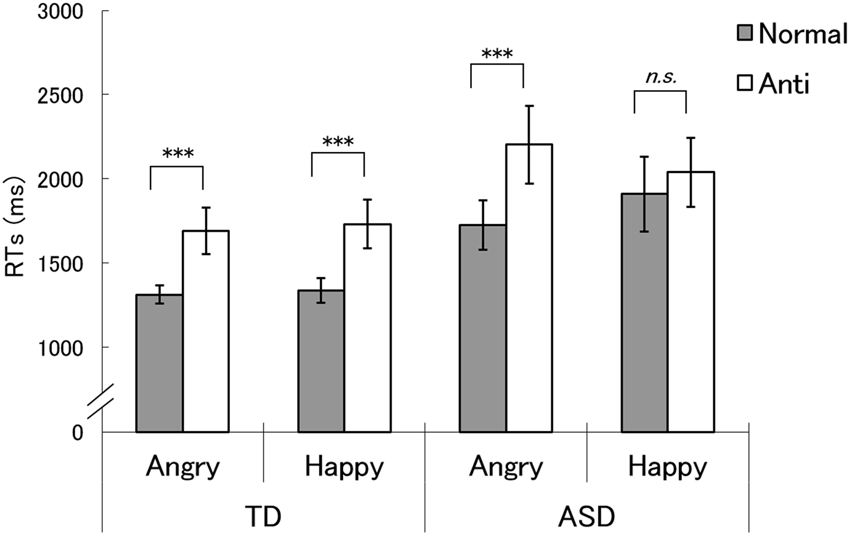 3000
2500
2000
1500
1000
0
RTs (ms)
***
***
***
n.s.
Normal
Anti
Angry
Happy
Angry
Happy
TD
ASD